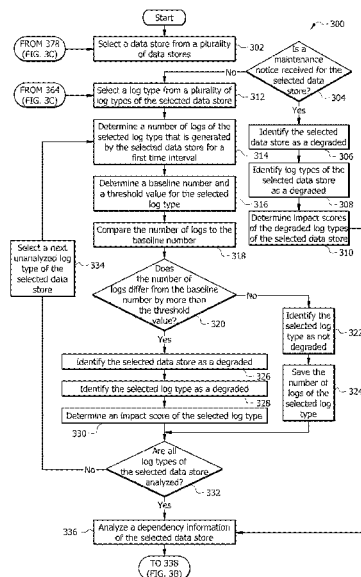 Start
300
FROM 378
(FIG. 3C)
Select a data store from a plurality of
data stores
302
Is a
maintenance
notice received for the
selected data
store?
304
No
Yes
FROM 364
(FIG. 3C)
Select a log type from a plurality of
log types of the selected data store
312
Identify the selected
data store as a degraded
306
Determine a number of logs of the
selected log type that is generated
by the selected data store for a
first time interval
314
Identify log types of the
selected data store
as a degraded
308
Determine a baseline number and
a threshold value for the selected
log type
316
Determine impact scores
of the degraded log types
of the selected data store
310
Compare the number of logs to the
baseline number
318
Select a next
unanalyzed log
type of the
selected data
store
334
Does
the number of
logs differ from the baseline
number by more than
the threshold
value?
320
No
Yes
Identify the
selected log
type as not
degraded
322
Identify the selected data store as a degraded
326
Identify the selected log type as a degraded
328
Save the
number of
logs of the
selected log
type
324
Determine an impact score of the selected log type
330
Are all
log types of
the selected data store
analyzed?
332
No
Yes
336
Analyze a dependency information
of the selected data store
TO 338
(FIG. 3B)